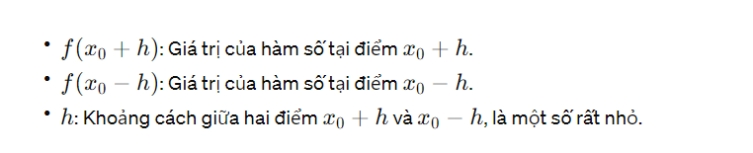 • f(x₀ + h): Giá trị của hàm số tại điểm x₀ + h.
• f(x₀ − h): Giá trị của hàm số tại điểm x₀ − h.
• h: Khoảng cách giữa hai điểm x₀ + h và x₀ − h, là một số rất nhỏ.